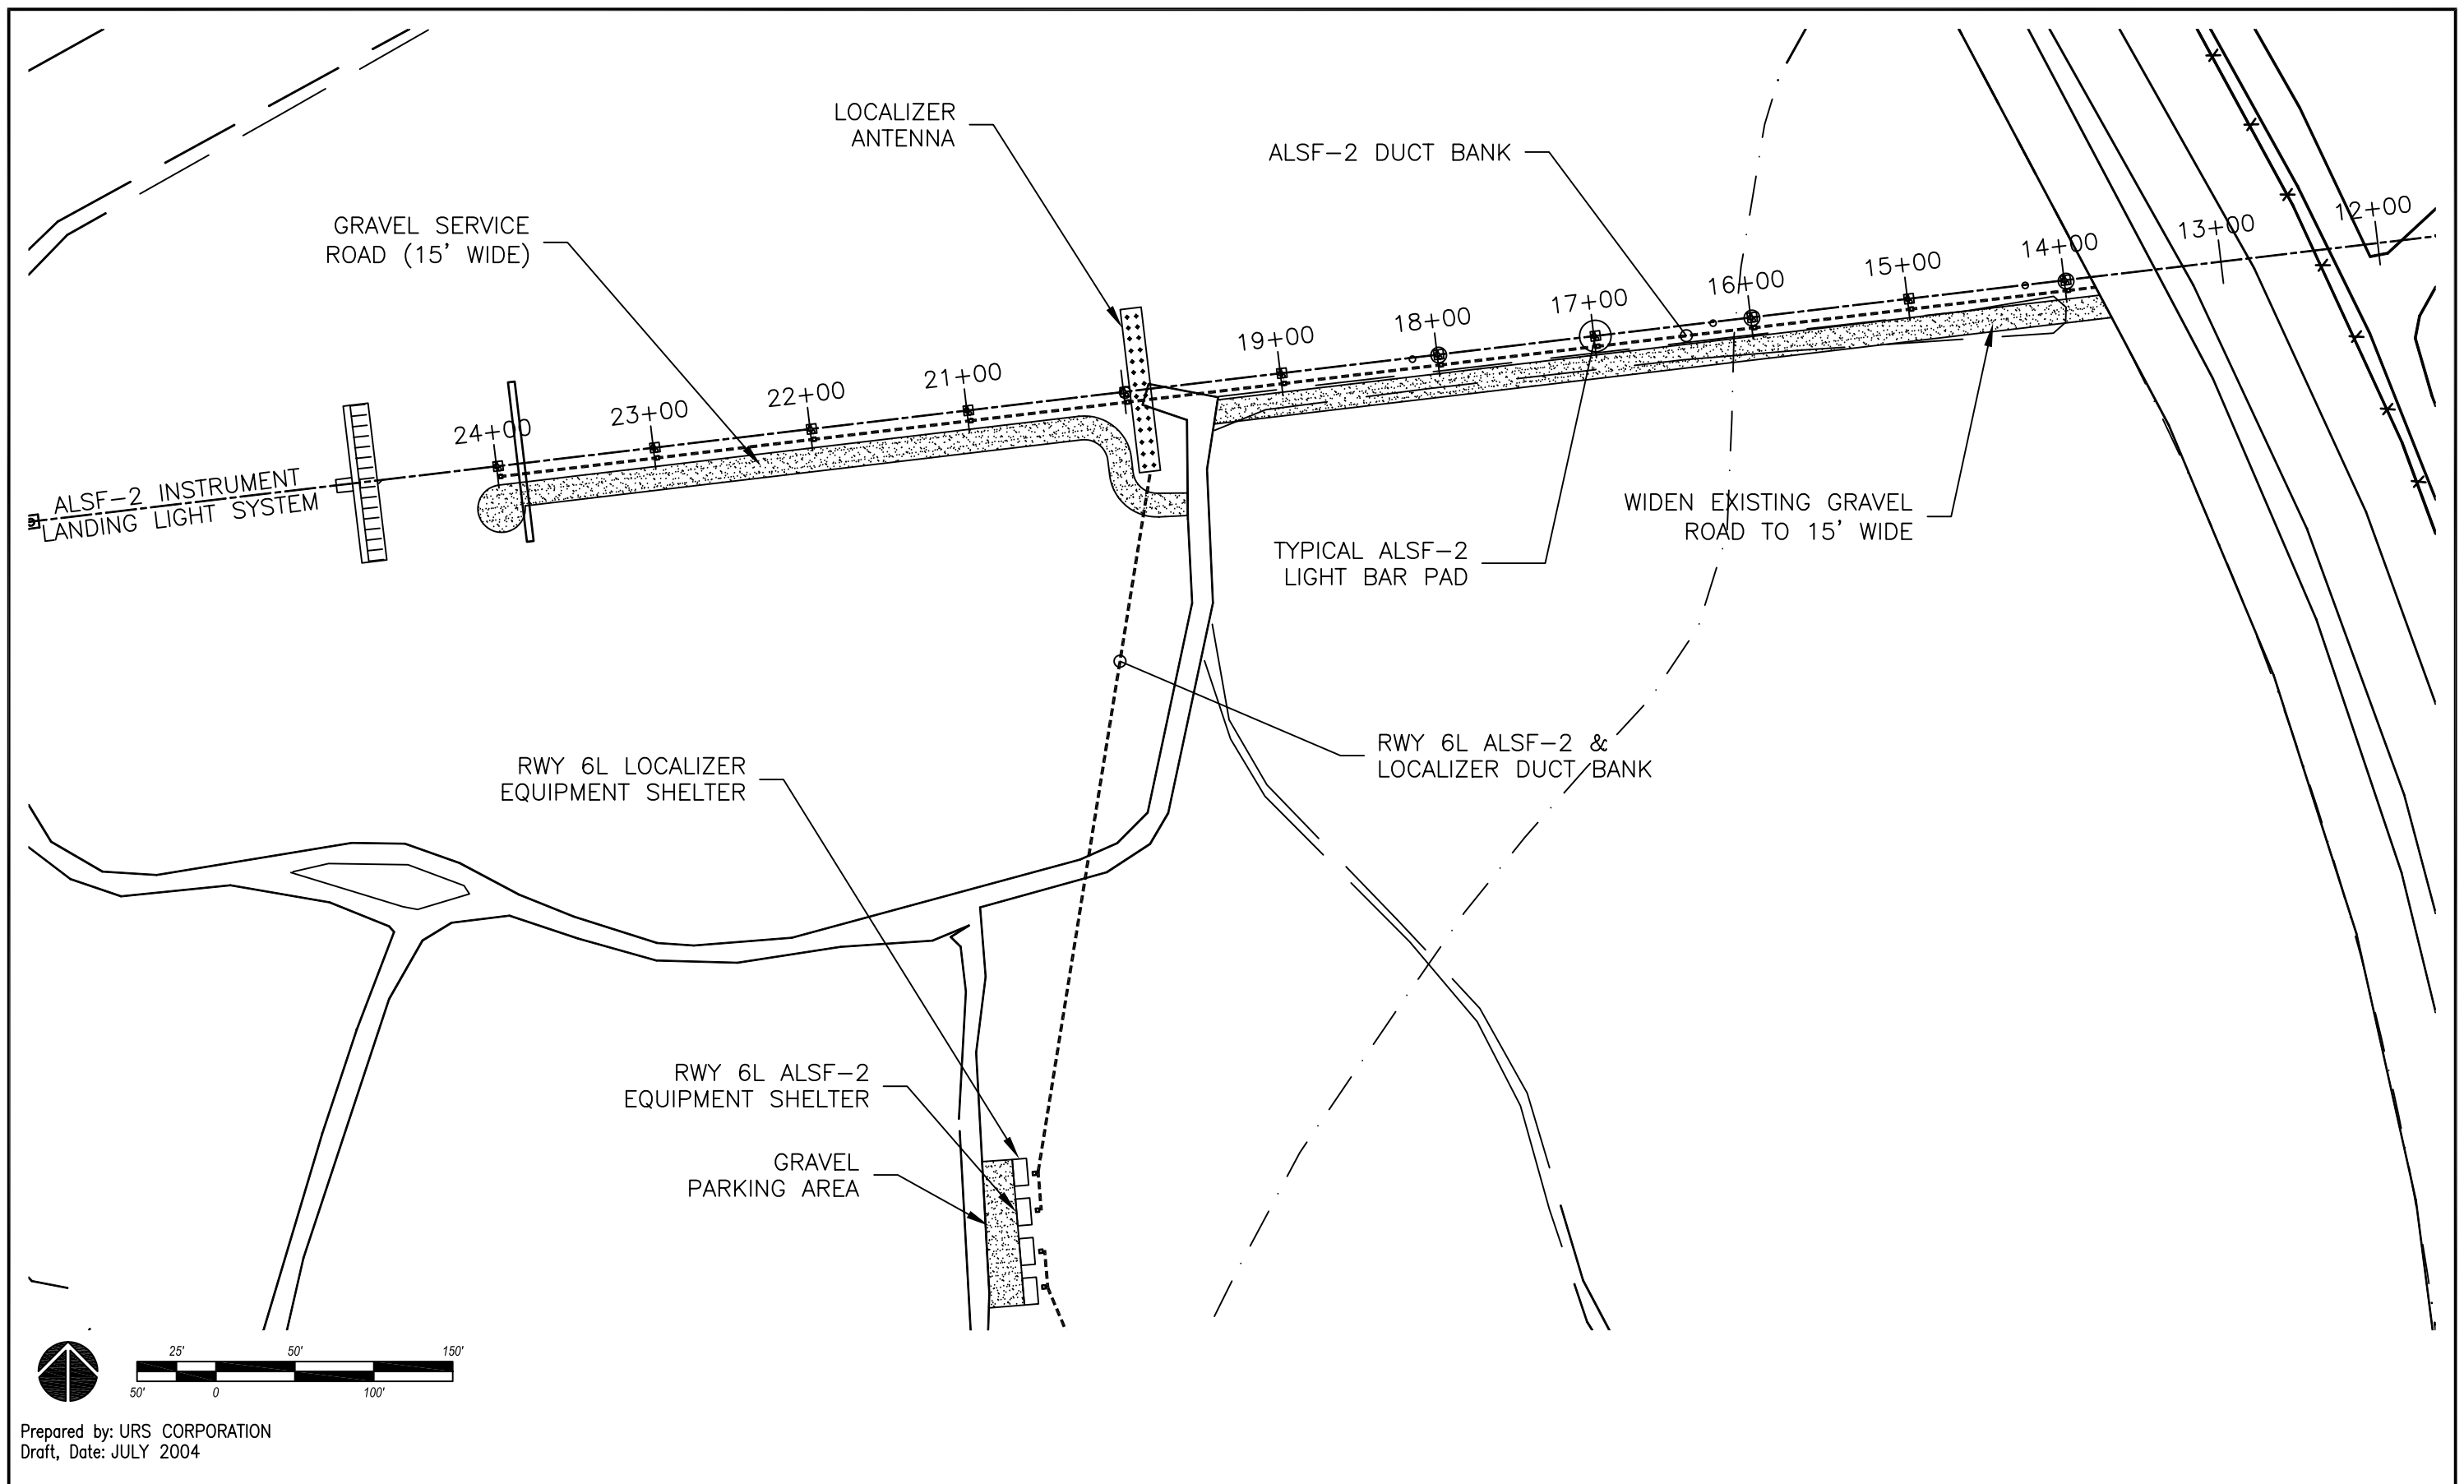 LOCALIZER
ANTENNA
ALSF-2 DUCT BANK
GRAVEL SERVICE
ROAD (15' WIDE)
12+00
13+00
14+00
15+00
16+00
17+00
18+00
19+00
21+00
22+00
23+00
24+00
ALSF-2 INSTRUMENT
LANDING LIGHT SYSTEM
WIDEN EXISTING GRAVEL
ROAD TO 15' WIDE
TYPICAL ALSF-2
LIGHT BAR PAD
RWY 6L ALSF-2 &
LOCALIZER DUCT BANK
RWY 6L LOCALIZER
EQUIPMENT SHELTER
RWY 6L ALSF-2
EQUIPMENT SHELTER
GRAVEL
PARKING AREA
25' 50' 150'
50' 0 100'
Prepared by: URS CORPORATION
Draft, Date: JULY 2004